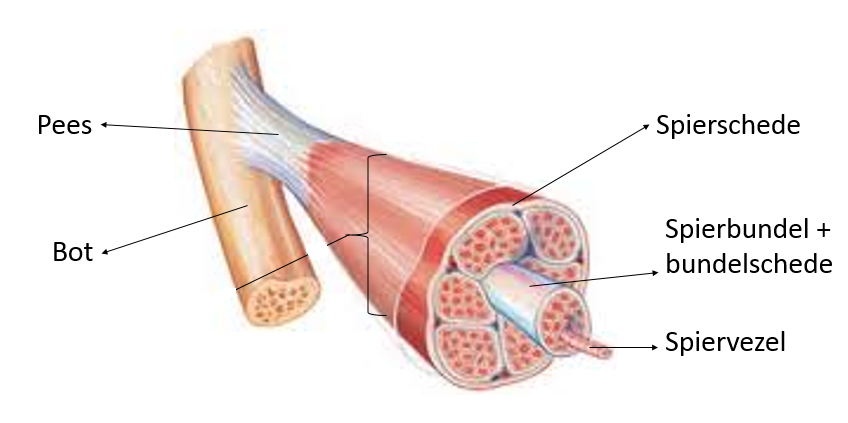 Pees
Bot
Spierschede
Spierbundel +
bundelschede
Spiervezel